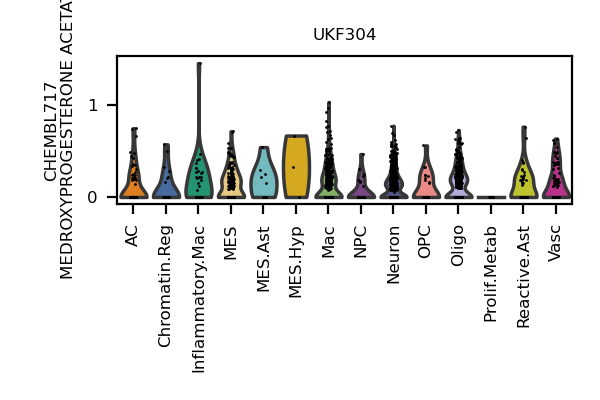 UKF304
CHEMBL717
MEDROXYPROGESTERONE ACETAT
1
0
AC
Chromatin.Reg
Inflammatory.Mac
MES
MES.Ast
MES.Hyp
Mac
NPC
Neuron
OPC
Oligo
Prolif.Metab
Reactive.Ast
Vasc